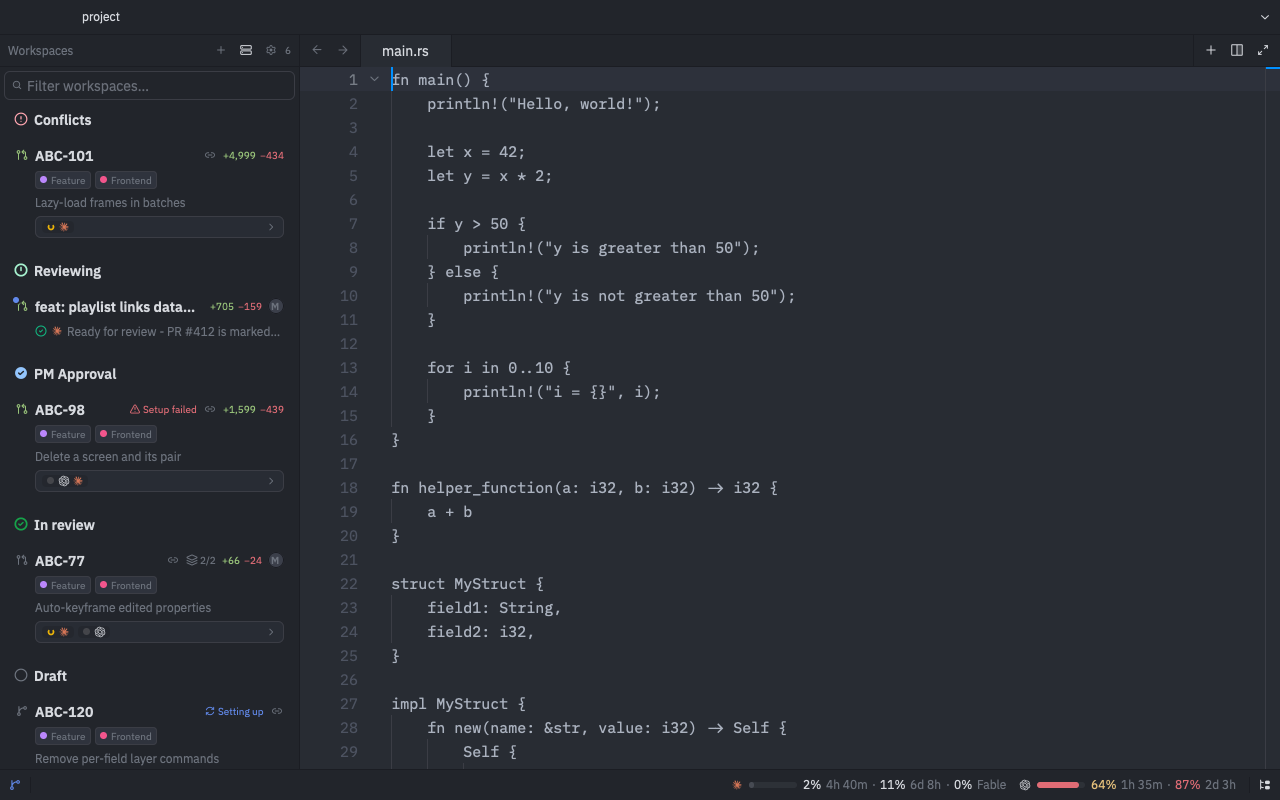 project
Workspaces
6
main.rs
Filter workspaces...
Conflicts
ABC-101 +4,999 −434
Feature Frontend
Lazy-load frames in batches
Reviewing
feat: playlist links data... +705 −159 M
Ready for review - PR #412 is marked...
PM Approval
ABC-98 Setup failed +1,599 −439
Feature Frontend
Delete a screen and its pair
In review
ABC-77 2/2 +66 −24 M
Feature Frontend
Auto-keyframe edited properties
Draft
ABC-120 Setting up
Feature Frontend
Remove per-field layer commands
1 fn main() {
2 println!("Hello, world!");
3
4 let x = 42;
5 let y = x * 2;
6
7 if y > 50 {
8 println!("y is greater than 50");
9 } else {
10 println!("y is not greater than 50");
11 }
12
13 for i in 0..10 {
14 println!("i = {}", i);
15 }
16 }
17
18 fn helper_function(a: i32, b: i32) -> i32 {
19 a + b
20 }
21
22 struct MyStruct {
23 field1: String,
24 field2: i32,
25 }
26
27 impl MyStruct {
28 fn new(name: &str, value: i32) -> Self {
29 Self {
2% 4h 40m · 11% 6d 8h · 0% Fable 64% 1h 35m · 87% 2d 3h